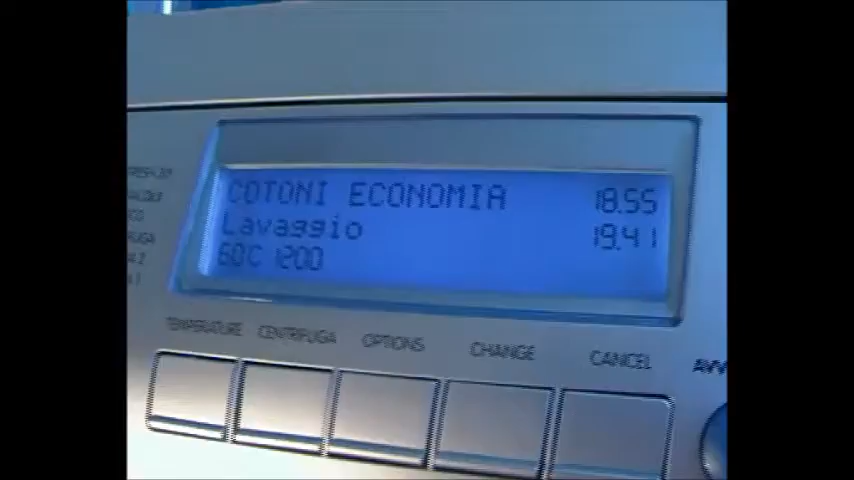 COTONI ECONOMIA 18.55
Lavaggio 19.41
60C 1200
TEMPERATURE CENTRIFUGA OPTIONS CHANGE CANCEL